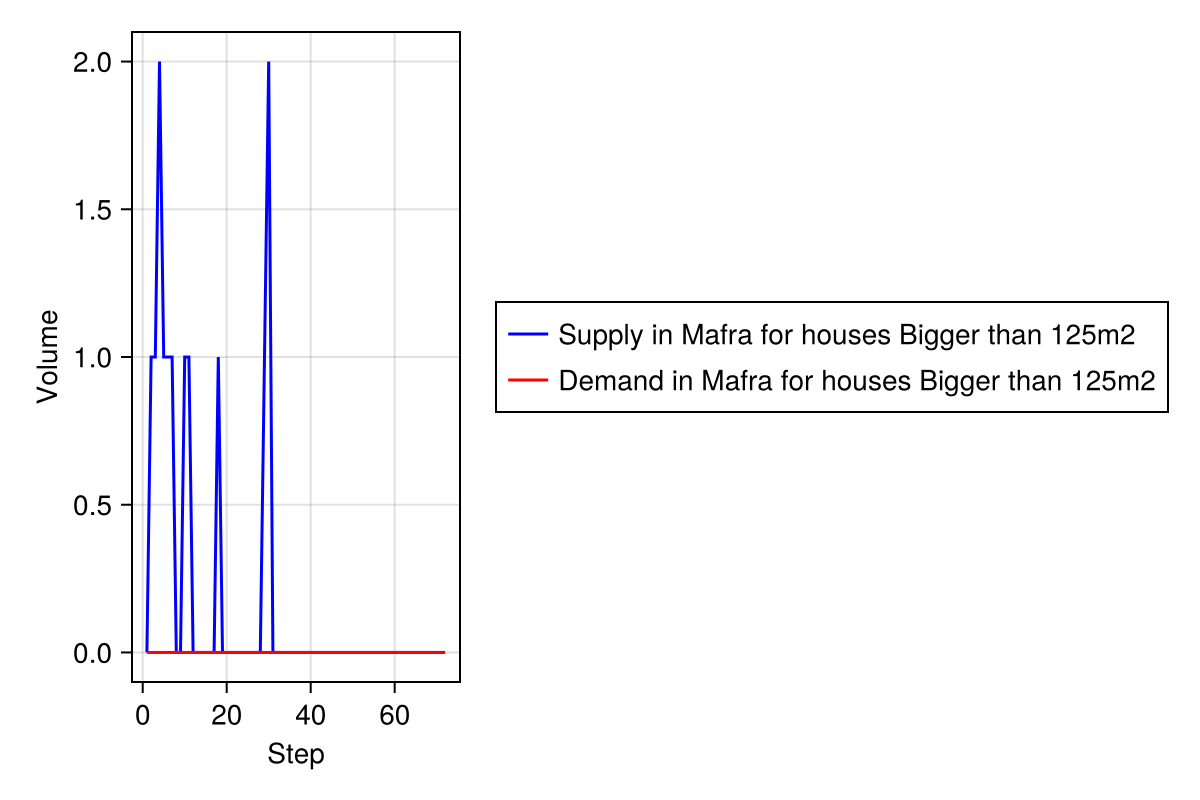 2.0
1.5
1.0
0.5
0.0
Volume
0 20 40 60
Step
Supply in Mafra for houses Bigger than 125m2
Demand in Mafra for houses Bigger than 125m2